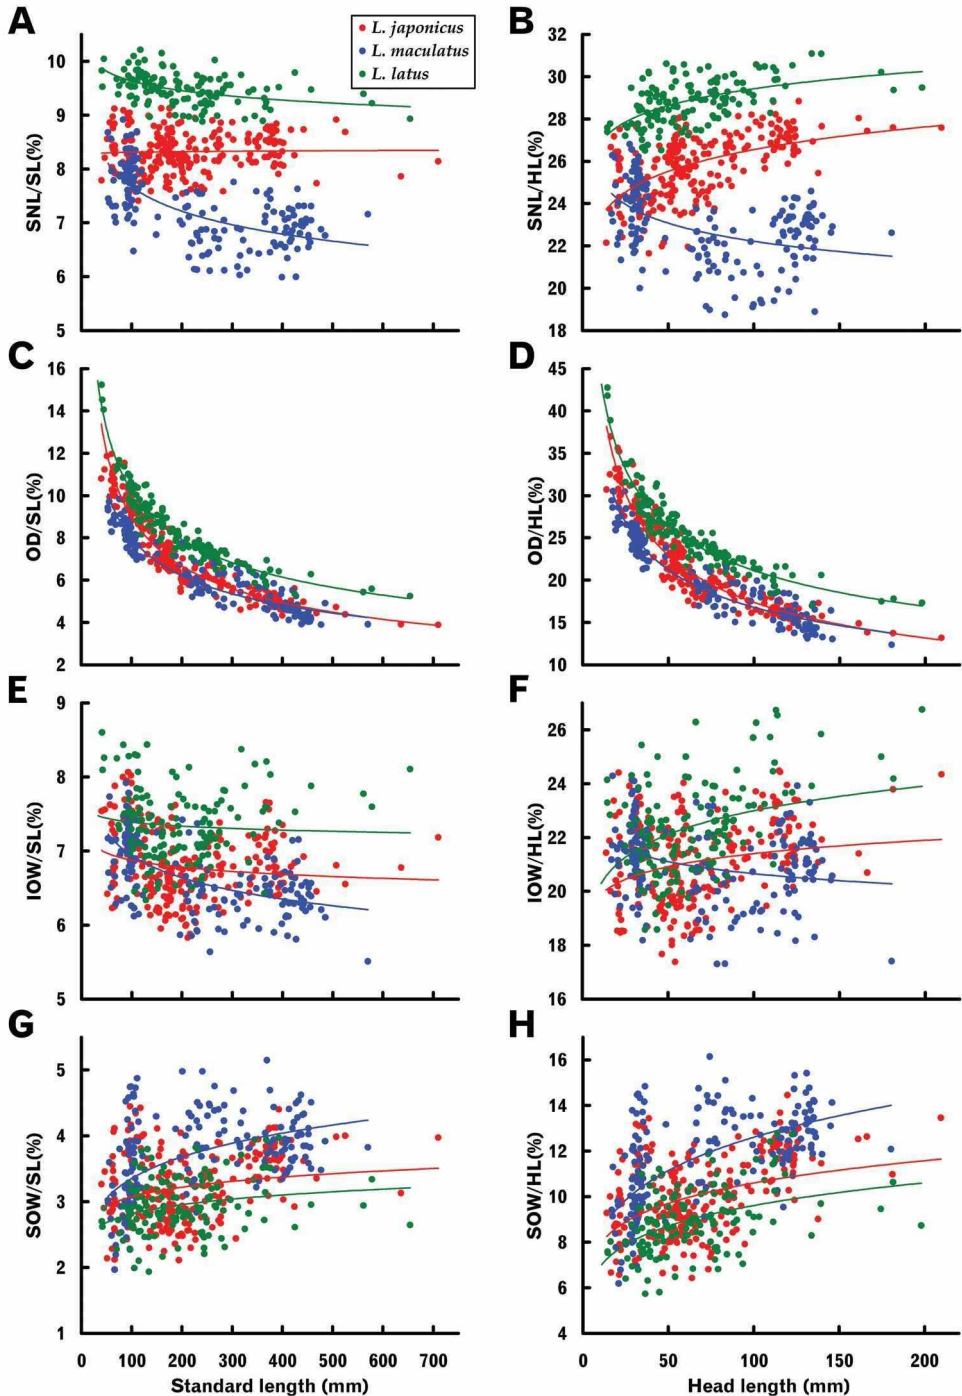 A
L. japonicus
L. maculatus
L. latus
10
9
8
7
6
5
SNL/SL(%)
B
32
30
28
26
24
22
20
18
SNL/HL(%)
C
16
14
12
10
8
6
4
2
OD/SL(%)
D
45
40
35
30
25
20
15
10
OD/HL(%)
E
9
8
7
6
5
IOW/SL(%)
F
26
24
22
20
18
16
IOW/HL(%)
G
5
4
3
2
1
SOW/SL(%)
0 100 200 300 400 500 600 700
Standard length (mm)
H
16
14
12
10
8
6
4
SOW/HL(%)
0 50 100 150 200
Head length (mm)